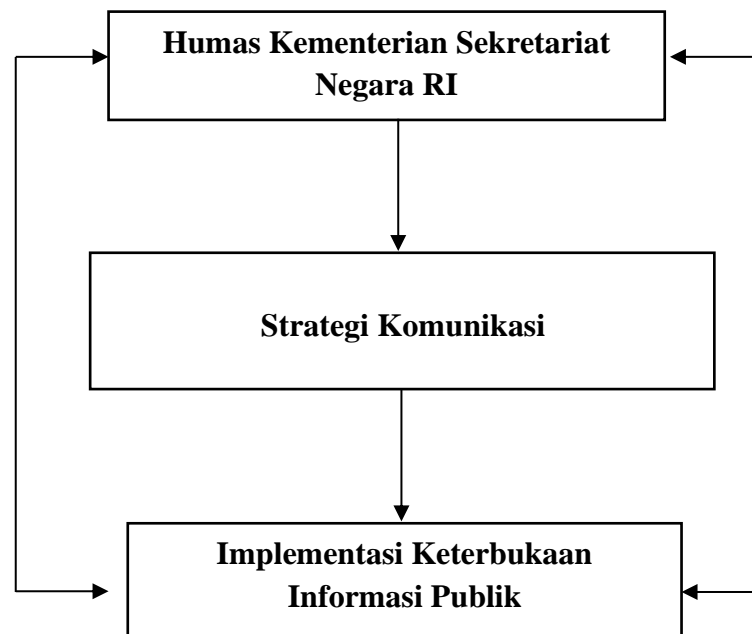 Humas Kementerian Sekretariat
Negara RI
Strategi Komunikasi
Implementasi Keterbukaan
Informasi Publik